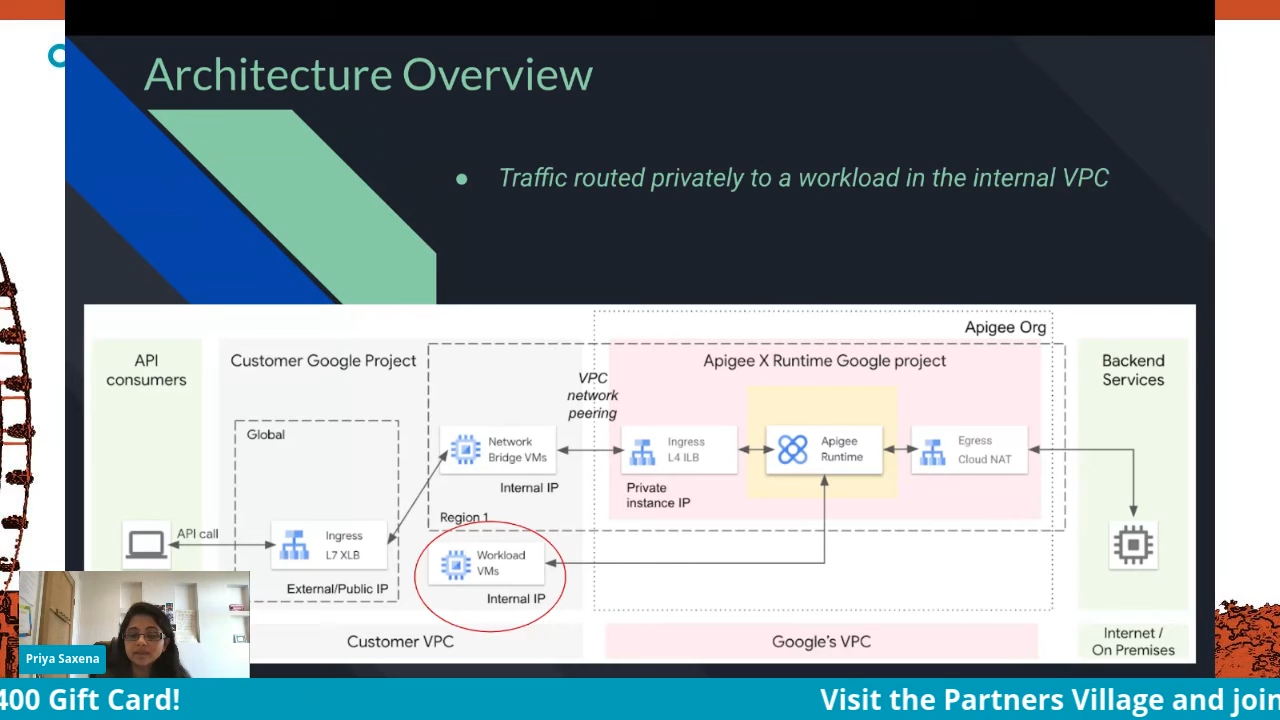 Architecture Overview
● Traffic routed privately to a workload in the internal VPC
Apigee Org
API
consumers
Customer Google Project
VPC
network
peering
Apigee X Runtime Google project
Backend
Services
Global
Network
Bridge VMs
Internal IP
Ingress
L4 ILB
Private
instance IP
Apigee
Runtime
Egress
Cloud NAT
Region 1
API call
Ingress
L7 XLB
External/Public IP
Workload
VMs
Internal IP
Customer VPC
Google's VPC
Internet /
On Premises
Priya Saxena
400 Gift Card!
Visit the Partners Village and join